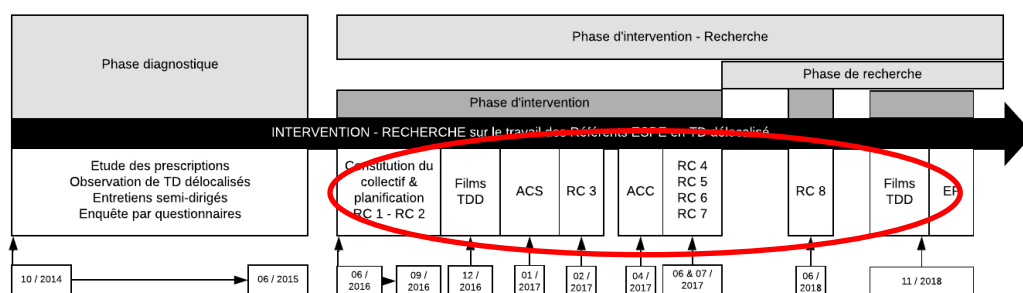 Phase diagnostique
Phase d'intervention - Recherche
Phase de recherche
Phase d'intervention
INTERVENTION - RECHERCHE sur le travail des Référents ESPE en TD délocalisé
Etude des prescriptions
Observation de TD délocalisés
Entretiens semi-dirigés
Enquête par questionnaires
Constitution du
collectif &
planification
RC 1 - RC 2
Films
TDD
ACS
RC 3
ACC
RC 4
RC 5
RC 6
RC 7
RC 8
Films
TDD
10 / 2014
06 / 2015
06 /
2016
09 /
2016
12 /
2016
01 /
2017
02 /
2017
04 /
2017
06 & 07 /
2017
06 /
2018
11 / 2018